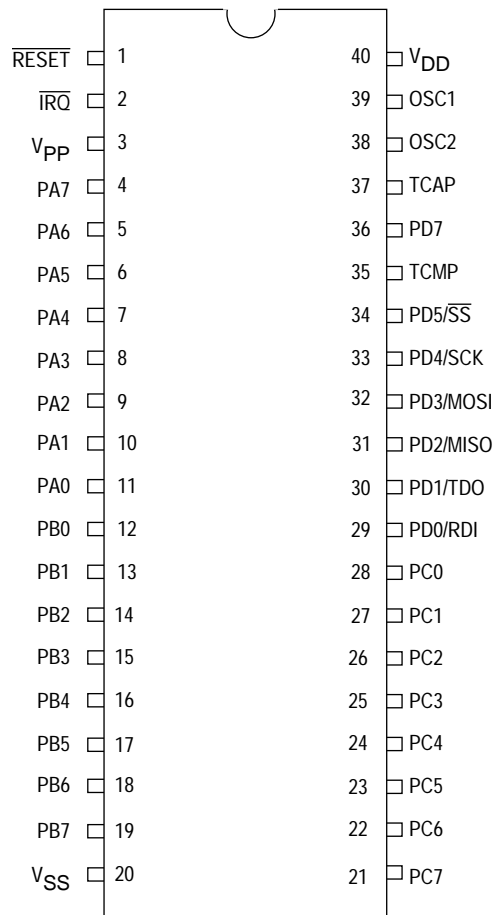 R̅E̅S̅E̅T̅ 1 40 VDD
I̅R̅Q̅ 2 39 OSC1
VPP 3 38 OSC2
PA7 4 37 TCAP
PA6 5 36 PD7
PA5 6 35 TCMP
PA4 7 34 PD5/S̅S̅
PA3 8 33 PD4/SCK
PA2 9 32 PD3/MOSI
PA1 10 31 PD2/MISO
PA0 11 30 PD1/TDO
PB0 12 29 PD0/RDI
PB1 13 28 PC0
PB2 14 27 PC1
PB3 15 26 PC2
PB4 16 25 PC3
PB5 17 24 PC4
PB6 18 23 PC5
PB7 19 22 PC6
VSS 20 21 PC7